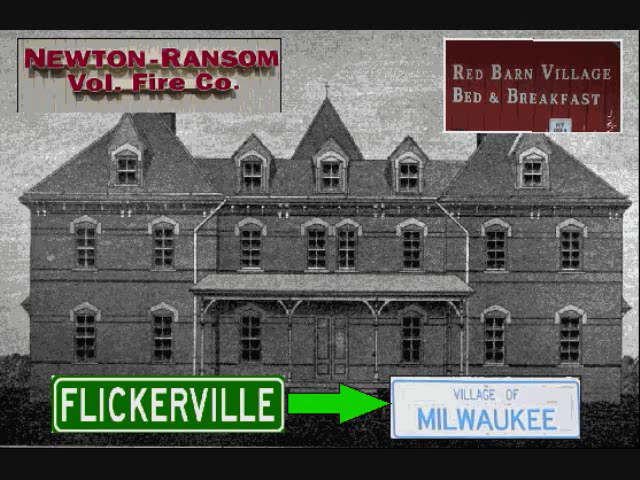 NEWTON-RANSOM
VOL. FIRE CO.
RED BARN VILLAGE
BED & BREAKFAST
FLICKERVILLE
VILLAGE OF
MILWAUKEE